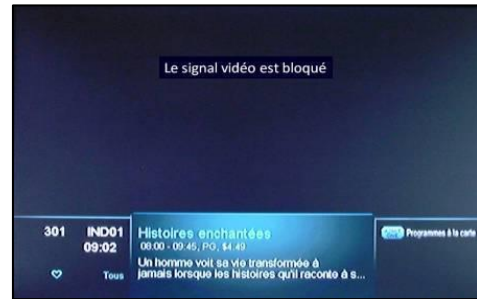 Le signal vidéo est bloqué
301 IND01
09:02
Tous
Histoires enchantées
08:00 - 09:45, PG, $4.49
Un homme voit sa vie transformée à
jamais lorsque les histoires qu'il raconte à s...
Programmes à la carte